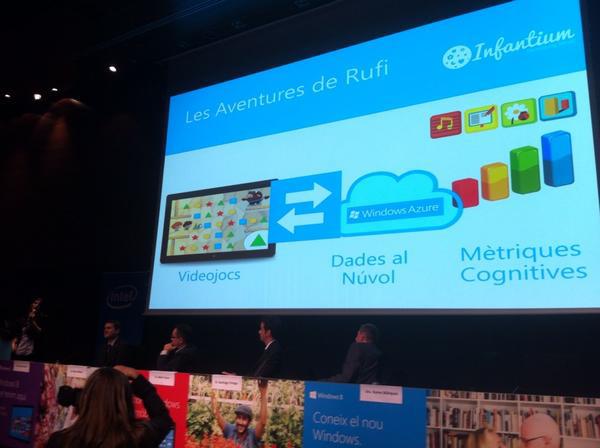 Les Aventures de Rufi
Infantium
Windows Azure
Videojocs
Dades al
Núvol
Mètriques
Cognitives
intel
Windows 8
Coneix el nou
Windows.